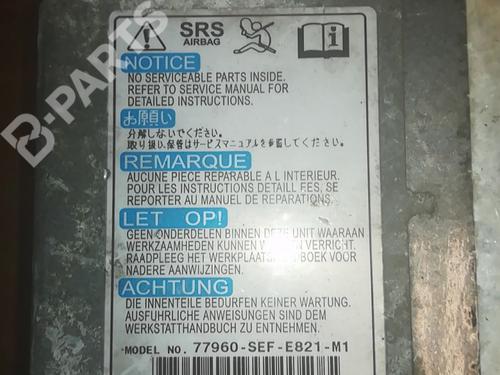 SRS
AIRBAG
NOTICE
NO SERVICEABLE PARTS INSIDE.
REFER TO SERVICE MANUAL FOR
DETAILED INSTRUCTIONS.
お願い
分解しないでください。
取り扱い、保管はサービスマニュアルを参照してください。
REMARQUE
AUCUNE PIECE REPARABLE A L INTERIEUR.
POUR LES INSTRUCTIONS DETAILL FES, SE
REPORTER AU MANUEL DE REPARATIONS.
LET OP!
GEEN ONDERDELEN BINNEN DEZE UNIT WAARAAN
WERKZAAMHEDEN KUNNEN WORDEN VERRICHT.
RAADPLEEG HET WERKPLAATSHANDBOEK VOOR
NADERE AANWIJZINGEN.
ACHTUNG
DIE INNENTEILE BEDURFEN KEINER WARTUNG.
AUSFUHRLICHE ANWEISUNGEN SIND DEM
WERKSTATTHANDBUCH ZU ENTNEHMEN.
MODEL NO. 77960-SEF-E821-M1
B-PARTS